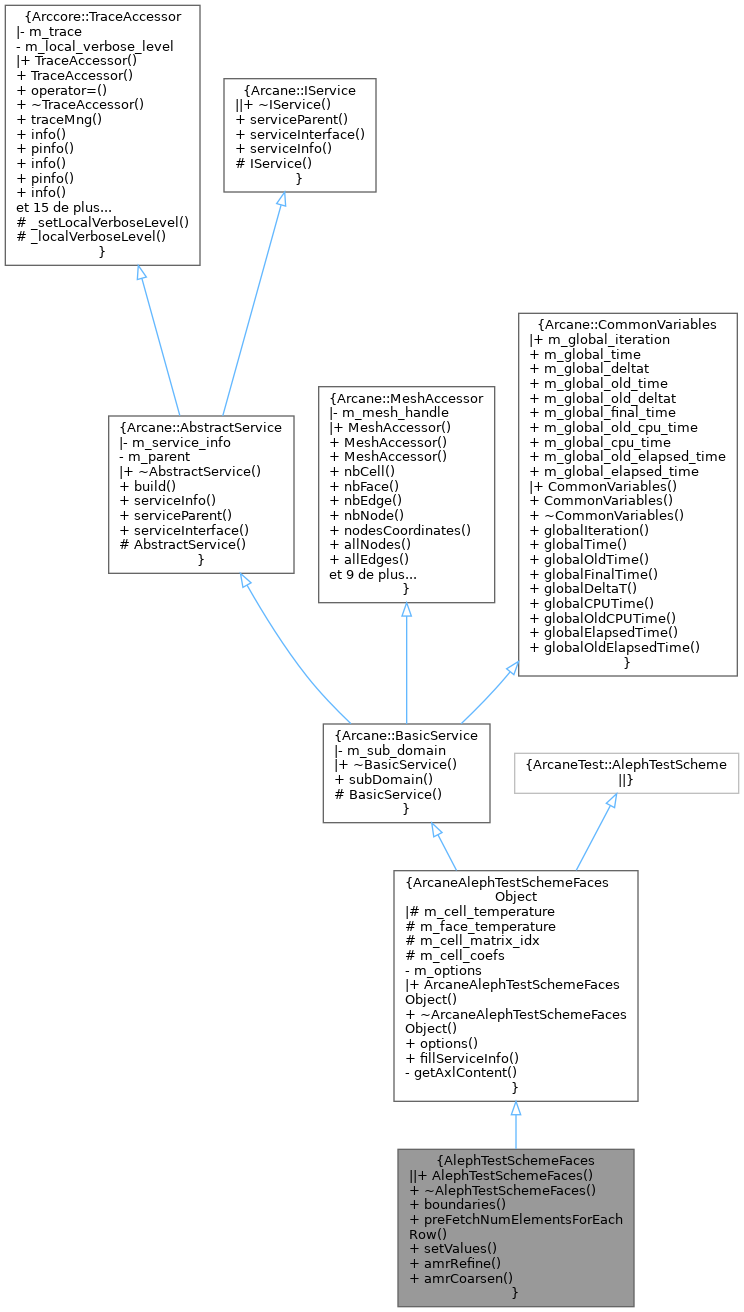 {Arccore::TraceAccessor
|- m_trace
- m_local_verbose_level
|+ TraceAccessor()
+ TraceAccessor()
+ operator=()
+ ~TraceAccessor()
+ traceMng()
+ info()
+ pinfo()
+ info()
+ pinfo()
+ info()
et 15 de plus...
# _setLocalVerboseLevel()
# _localVerboseLevel()
}
{Arcane::IService
||+ ~IService()
+ serviceParent()
+ serviceInterface()
+ serviceInfo()
# IService()
}
{Arcane::CommonVariables
|+ m_global_iteration
+ m_global_time
+ m_global_deltat
+ m_global_old_time
+ m_global_old_deltat
+ m_global_final_time
+ m_global_old_cpu_time
+ m_global_cpu_time
+ m_global_old_elapsed_time
+ m_global_elapsed_time
|+ CommonVariables()
+ CommonVariables()
+ ~CommonVariables()
+ globalIteration()
+ globalTime()
+ globalOldTime()
+ globalFinalTime()
+ globalDeltaT()
+ globalCPUTime()
+ globalOldCPUTime()
+ globalElapsedTime()
+ globalOldElapsedTime()
}
{Arcane::MeshAccessor
|- m_mesh_handle
|+ MeshAccessor()
+ MeshAccessor()
+ MeshAccessor()
+ nbCell()
+ nbFace()
+ nbEdge()
+ nbNode()
+ nodesCoordinates()
+ allNodes()
+ allEdges()
et 9 de plus...
}
{Arcane::AbstractService
|- m_service_info
- m_parent
|+ ~AbstractService()
+ build()
+ serviceInfo()
+ serviceParent()
+ serviceInterface()
# AbstractService()
}
{Arcane::BasicService
|- m_sub_domain
|+ ~BasicService()
+ subDomain()
# BasicService()
}
{ArcaneTest::AlephTestScheme
||}
{ArcaneAlephTestSchemeFaces
Object
|# m_cell_temperature
# m_face_temperature
# m_cell_matrix_idx
# m_cell_coefs
- m_options
|+ ArcaneAlephTestSchemeFaces
Object()
+ ~ArcaneAlephTestSchemeFaces
Object()
+ options()
+ fillServiceInfo()
- getAxlContent()
}
{AlephTestSchemeFaces
||+ AlephTestSchemeFaces()
+ ~AlephTestSchemeFaces()
+ boundaries()
+ preFetchNumElementsForEach
Row()
+ setValues()
+ amrRefine()
+ amrCoarsen()
}